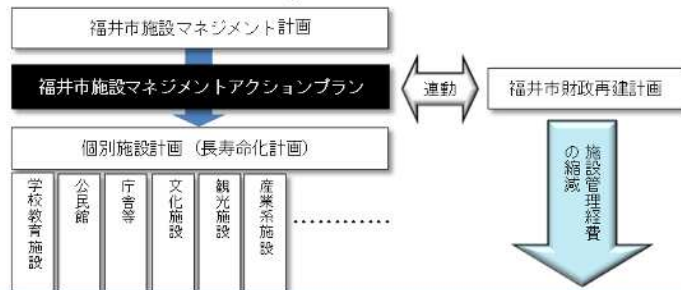 福井市施設マネジメント計画
福井市施設マネジメントアクションプラン
連動
福井市財政再建計画
個別施設計画（長寿命化計画）
学校教育施設
公民館
庁舎等
文化施設
観光施設
産業系施設
…………
施設管理経費
の縮減